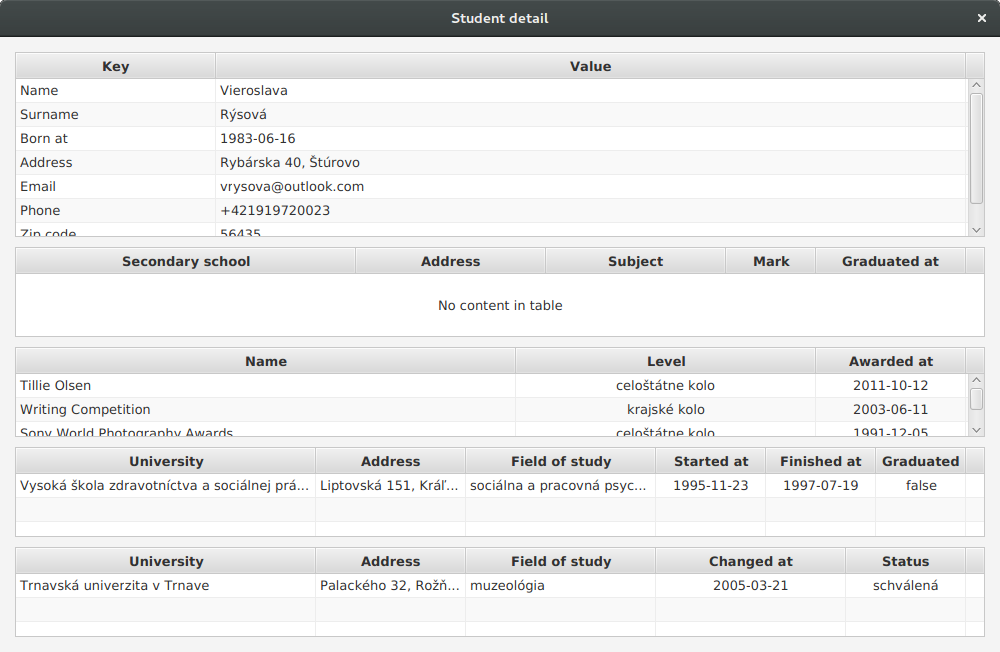 Student detail
Key Value
Name Vieroslava
Surname Rýsová
Born at 1983-06-16
Address Rybárska 40, Štúrovo
Email vrysova@outlook.com
Phone +421919720023
Zip code 56435
Secondary school Address Subject Mark Graduated at
No content in table
Name Level Awarded at
Tillie Olsen celoštátne kolo 2011-10-12
Writing Competition krajské kolo 2003-06-11
Sony World Photography Awards celoštátne kolo 1991-12-05
University Address Field of study Started at Finished at Graduated
Vysoká škola zdravotníctva a sociálnej prá... Liptovská 151, Kráľ... sociálna a pracovná psyc... 1995-11-23 1997-07-19 false
University Address Field of study Changed at Status
Trnavská univerzita v Trnave Palackého 32, Rožň... muzeológia 2005-03-21 schválená